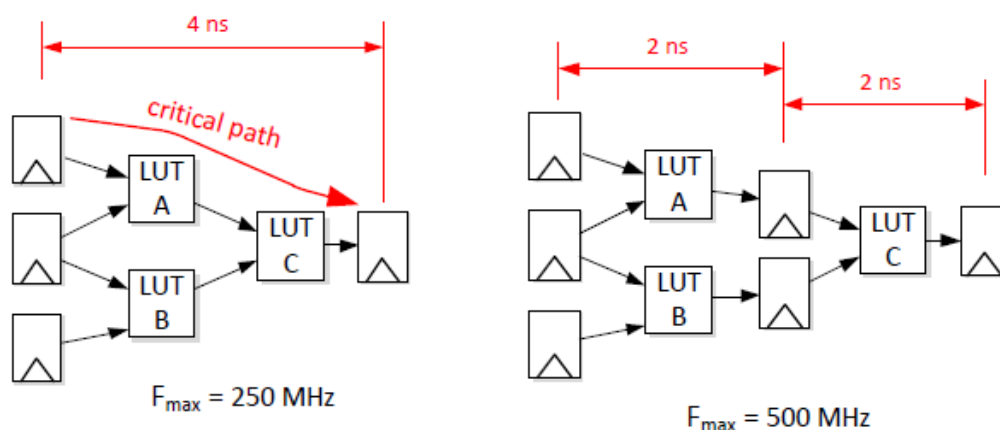 4 ns
critical path
LUT
A
LUT
B
LUT
C
Fmax = 250 MHz
2 ns
2 ns
LUT
A
LUT
B
LUT
C
Fmax = 500 MHz